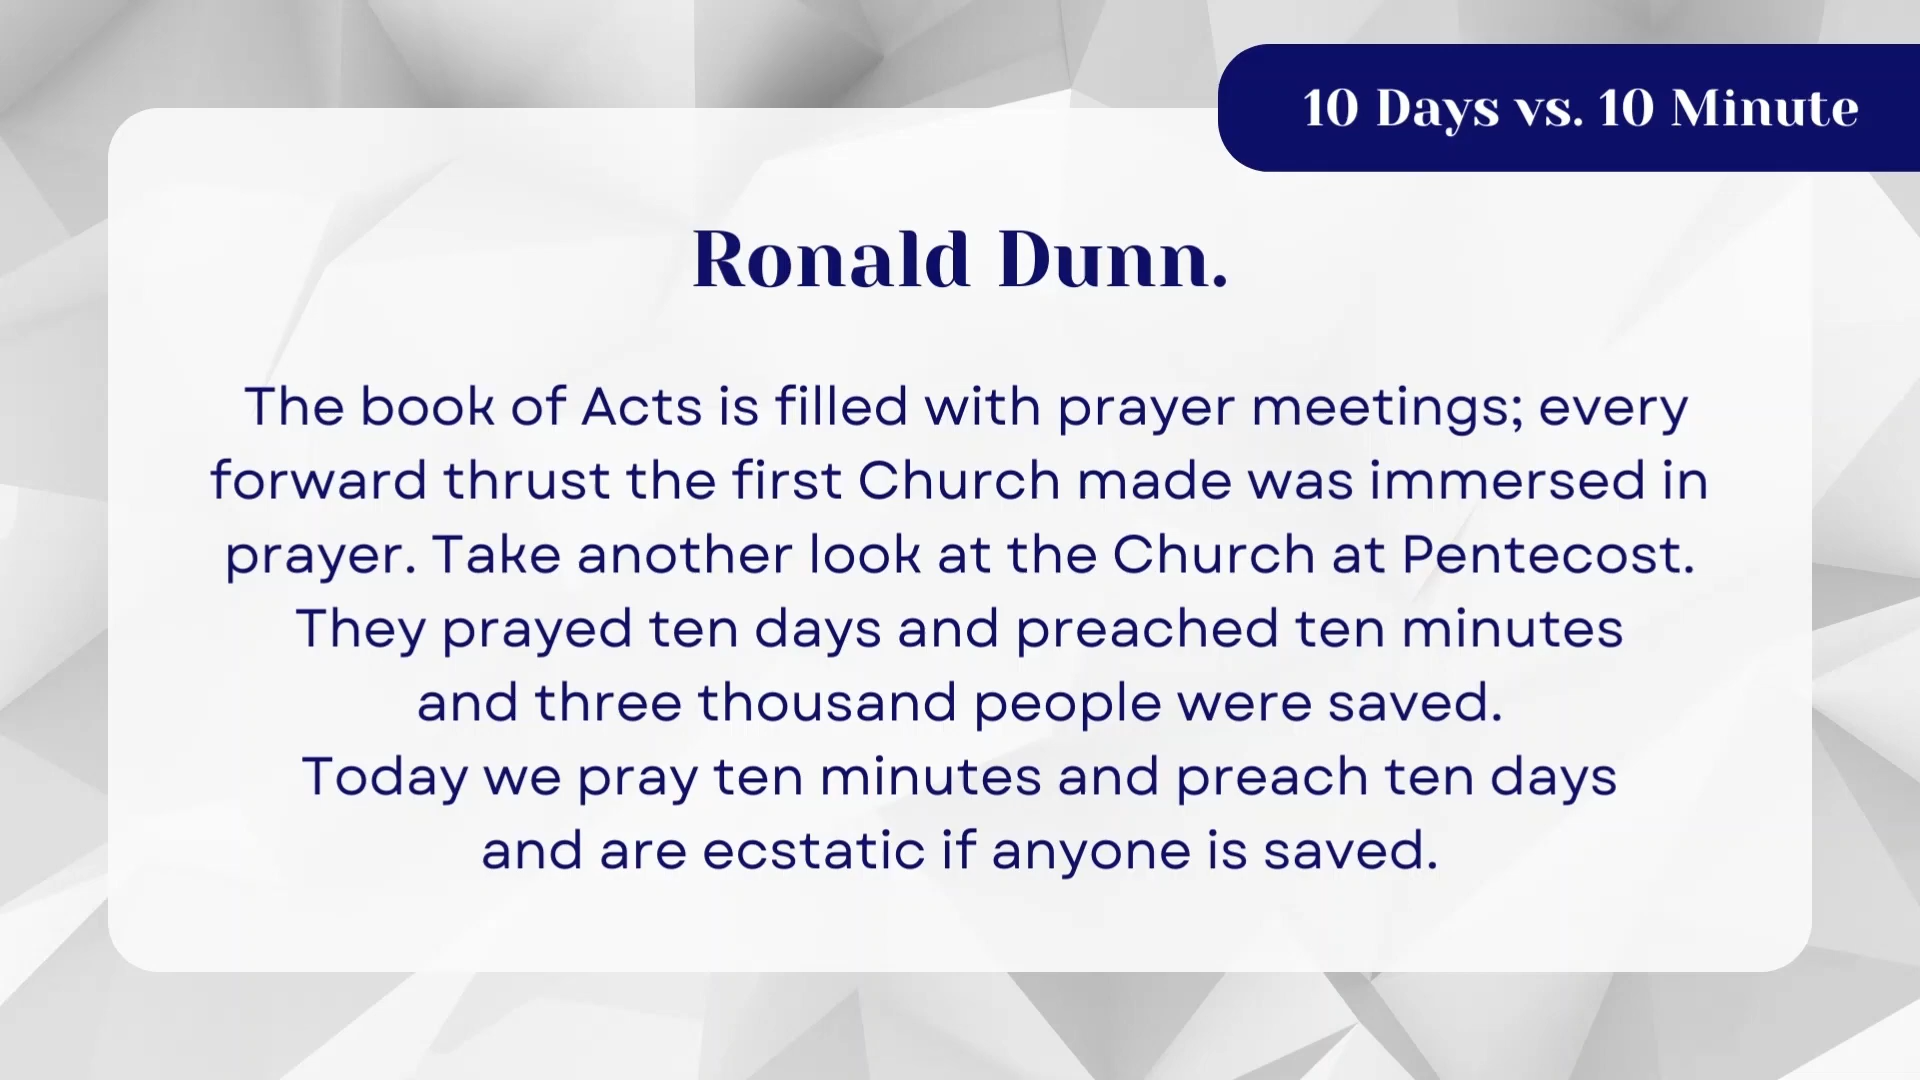 10 Days vs. 10 Minute
Ronald Dunn.
The book of Acts is filled with prayer meetings; every
forward thrust the first Church made was immersed in
prayer. Take another look at the Church at Pentecost.
They prayed ten days and preached ten minutes
and three thousand people were saved.
Today we pray ten minutes and preach ten days
and are ecstatic if anyone is saved.